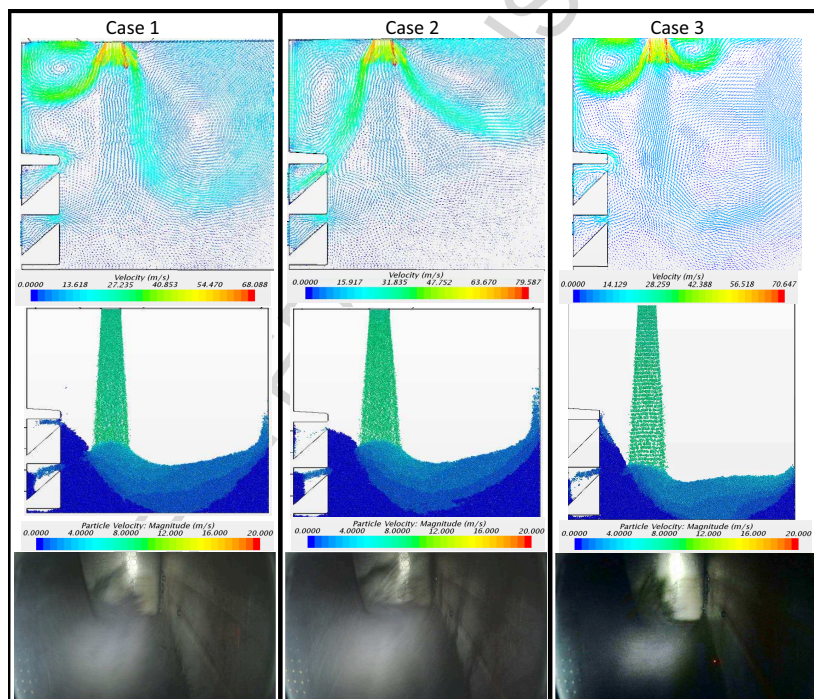 Case 1
Case 2
Case 3
Velocity (m/s)
0.0000 13.618 27.235 40.853 54.470 68.088
Velocity (m/s)
0.0000 15.917 31.835 47.752 63.670 79.587
Velocity (m/s)
0.0000 14.129 28.259 42.388 56.518 70.647
Particle Velocity: Magnitude (m/s)
0.0000 4.0000 8.0000 12.000 16.000 20.000
Particle Velocity: Magnitude (m/s)
0.0000 4.0000 8.0000 12.000 16.000 20.000
Particle Velocity: Magnitude (m/s)
0.0000 4.0000 8.0000 12.000 16.000 20.000